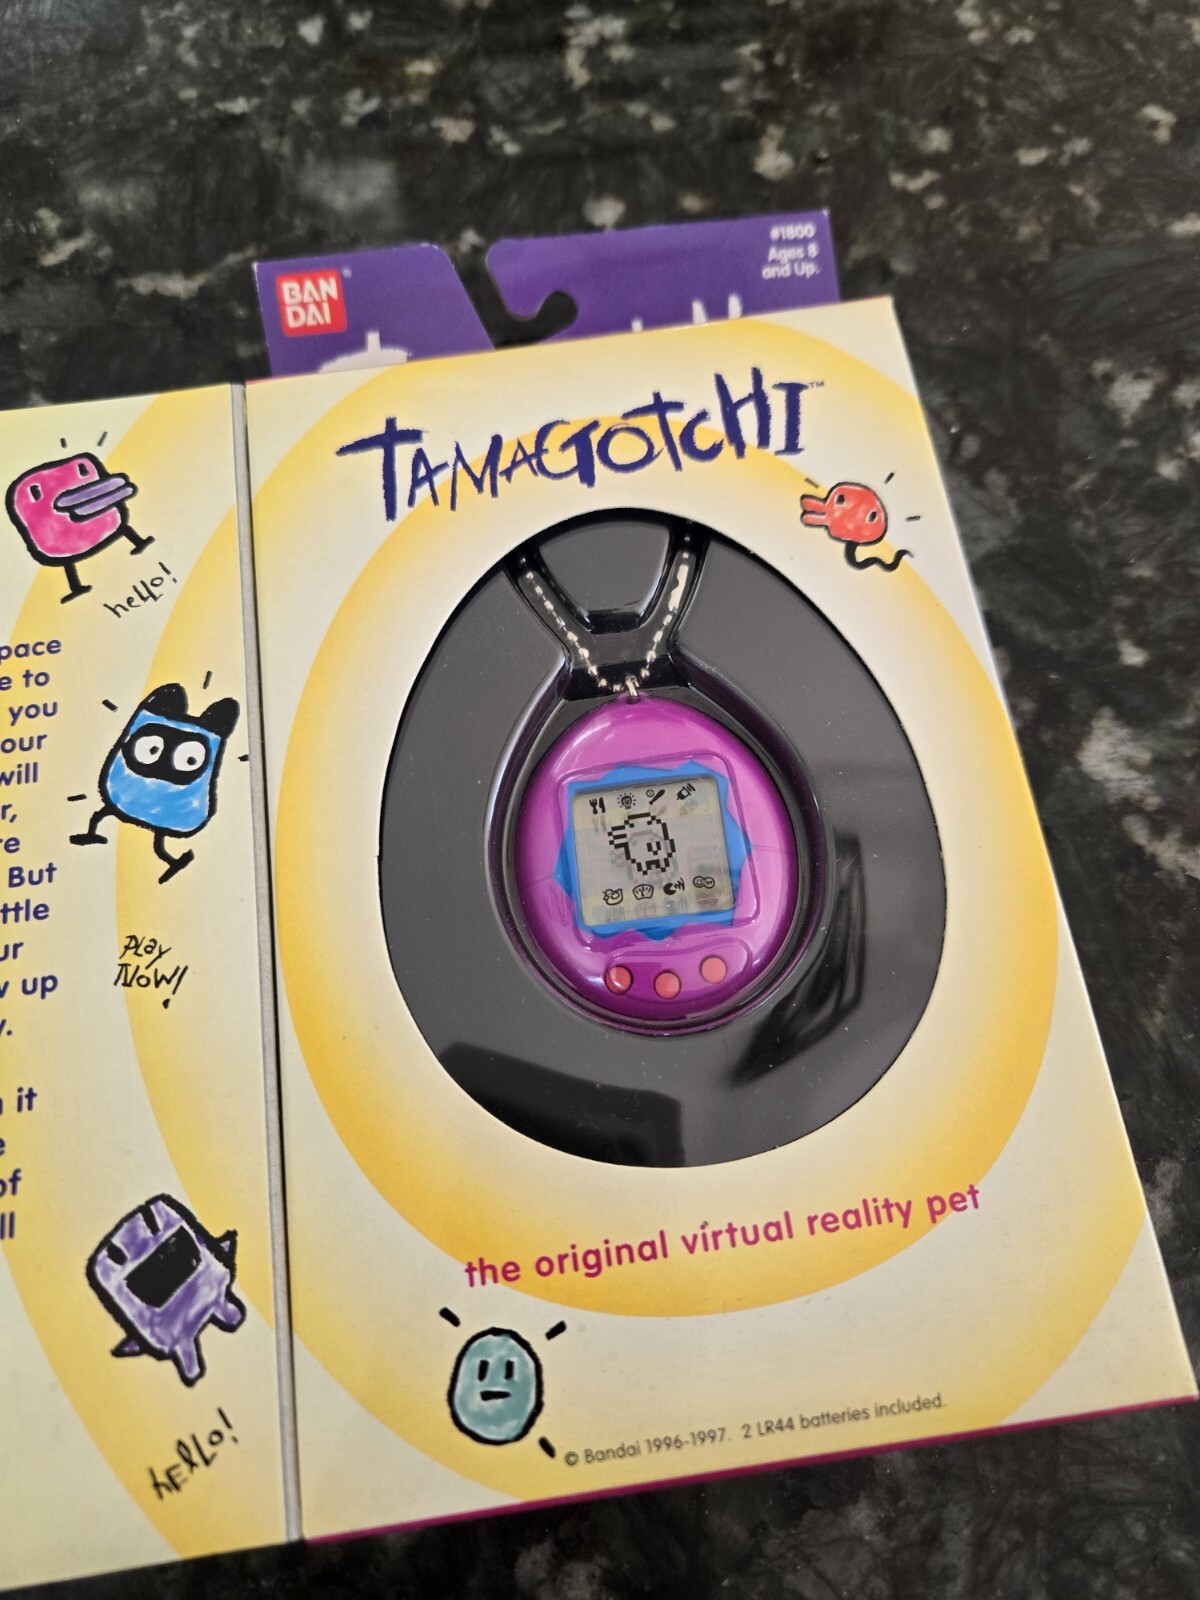 BAN
DAI
®
#1800
Ages 8
and Up.
TAMAGOTCHI™
hello!
pace
e to
you
our
will
r,
re
But
ttle
ur
w up
y.
it
e
of
ll
PLAY
NOW!
hELLO!
the original virtual reality pet
© Bandai 1996-1997. 2 LR44 batteries included.